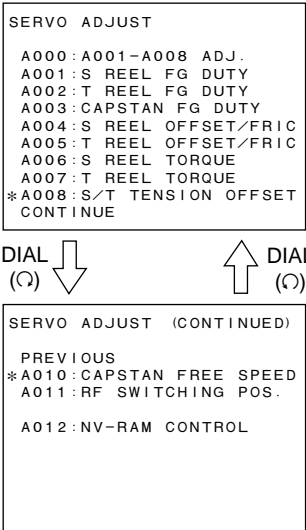 SERVO ADJUST
A000:A001-A008 ADJ.
A001:S REEL FG DUTY
A002:T REEL FG DUTY
A003:CAPSTAN FG DUTY
A004:S REEL OFFSET/FRIC
A005:T REEL OFFSET/FRIC
A006:S REEL TORQUE
A007:T REEL TORQUE
*A008:S/T TENSION OFFSET
CONTINUE
DIAL
(↻)
DIAL
(↺)
SERVO ADJUST (CONTINUED)
PREVIOUS
*A010:CAPSTAN FREE SPEED
A011:RF SWITCHING POS.
A012:NV-RAM CONTROL